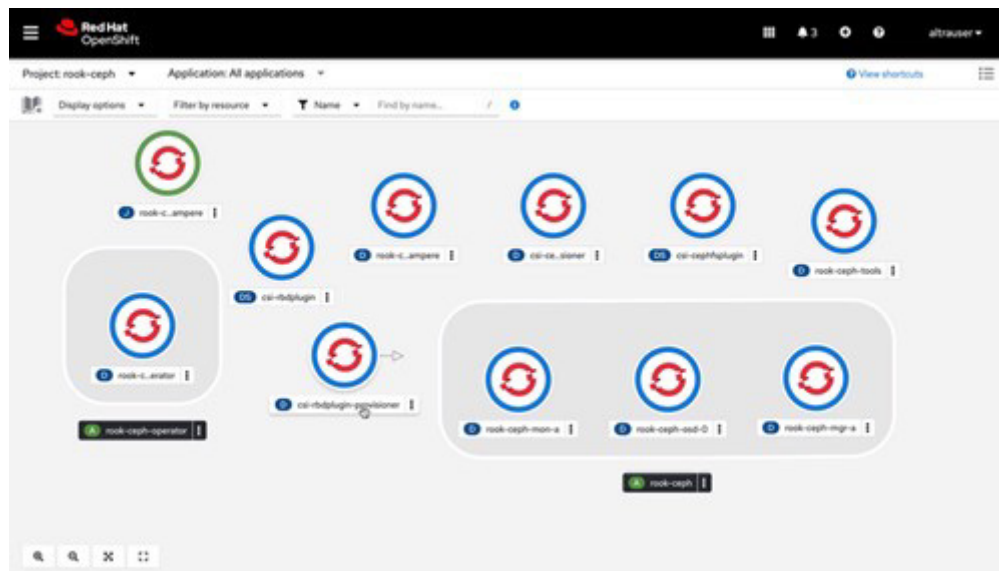 Red Hat
OpenShift
3
altrauser
Project: rook-ceph
Application: All applications
View shortcuts
Display options
Filter by resource
Name
Find by name...
/
J rook-c...ampere
DS csi-rbdplugin
D rook-c...ampere
D csi-ce...sioner
DS csi-cephfsplugin
D rook-ceph-tools
D rook-c...erator
A rook-ceph-operator
D csi-rbdplugin-provisioner
D rook-ceph-mon-a
D rook-ceph-osd-0
D rook-ceph-mgr-a
A rook-ceph